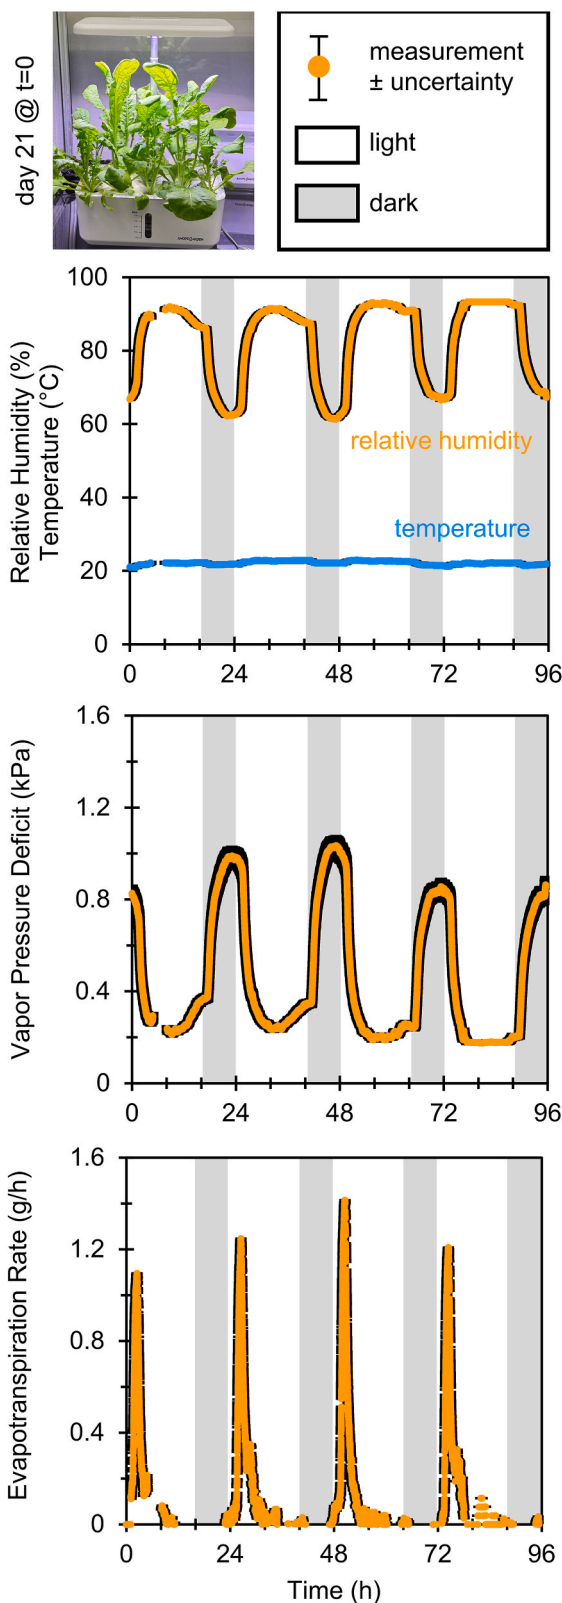 day 21 @ t=0
measurement
± uncertainty
light
dark
Relative Humidity (%)
Temperature (°C)
100
80
60
40
20
0
relative humidity
temperature
0 24 48 72 96
Vapor Pressure Deficit (kPa)
1.6
1.2
0.8
0.4
0
0 24 48 72 96
Evapotranspiration Rate (g/h)
1.6
1.2
0.8
0.4
0
0 24 48 72 96
Time (h)